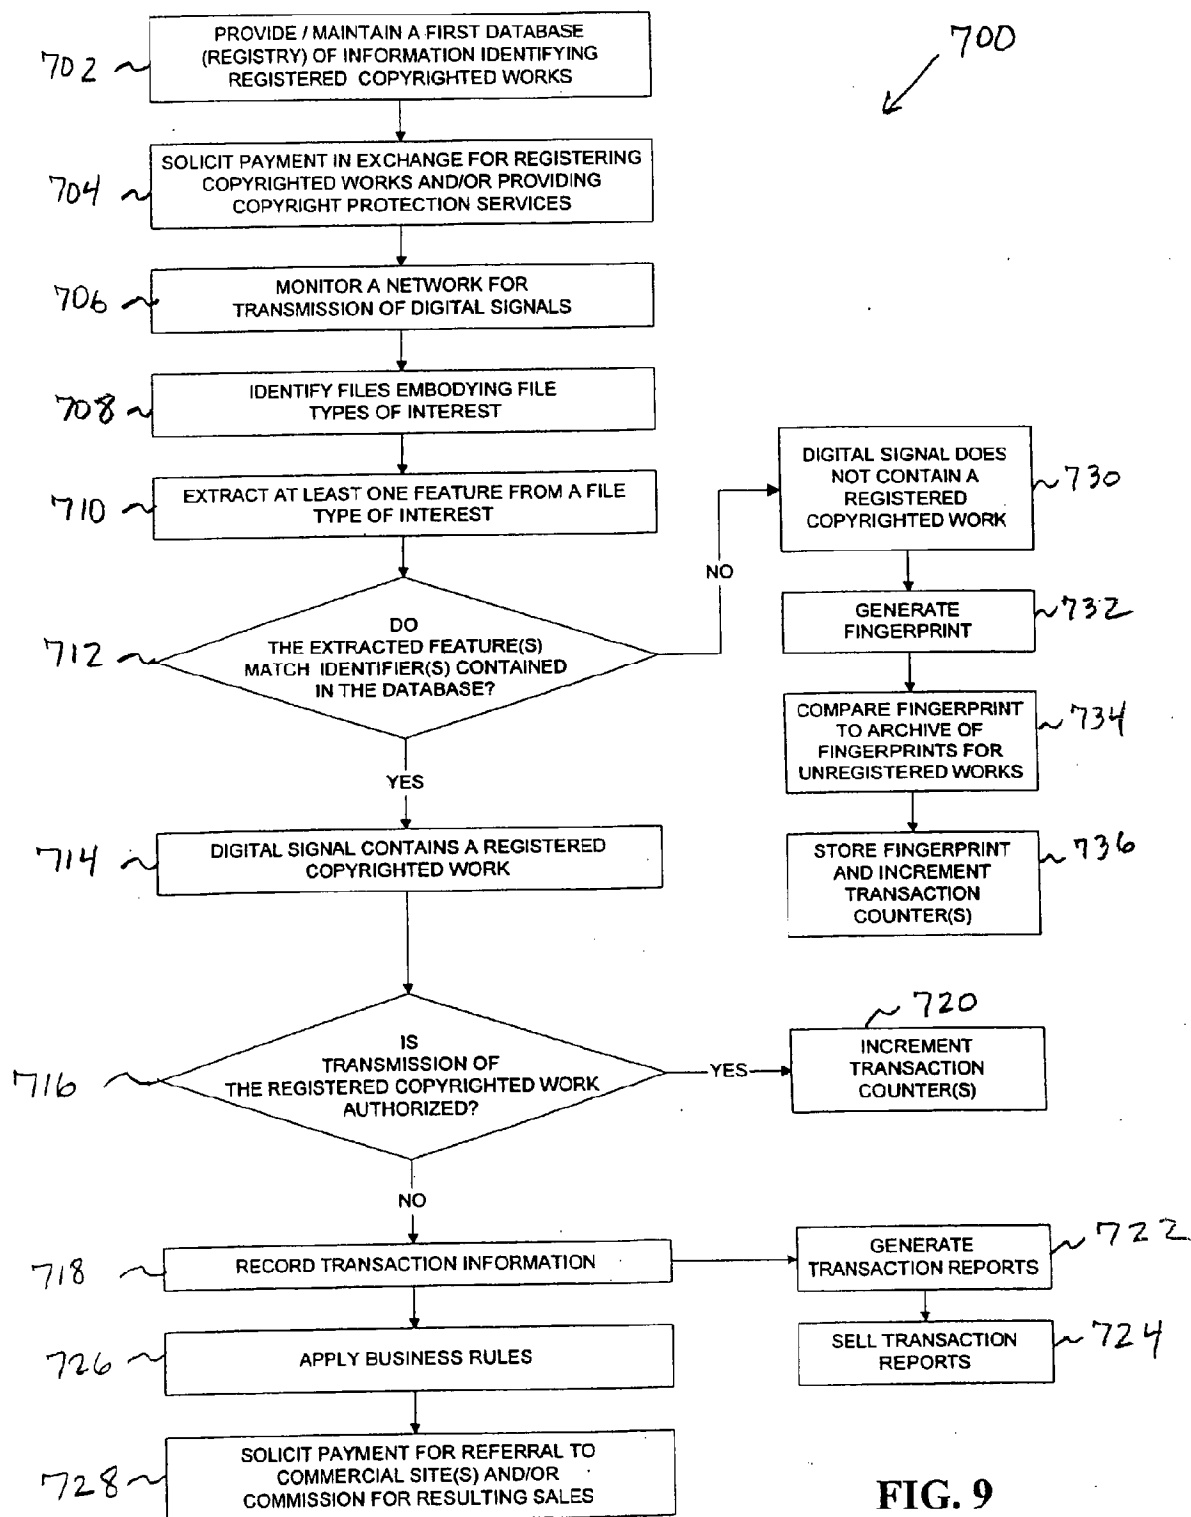 700
702
PROVIDE / MAINTAIN A FIRST DATABASE
(REGISTRY) OF INFORMATION IDENTIFYING
REGISTERED COPYRIGHTED WORKS
704
SOLICIT PAYMENT IN EXCHANGE FOR REGISTERING
COPYRIGHTED WORKS AND/OR PROVIDING
COPYRIGHT PROTECTION SERVICES
706
MONITOR A NETWORK FOR
TRANSMISSION OF DIGITAL SIGNALS
708
IDENTIFY FILES EMBODYING FILE
TYPES OF INTEREST
710
EXTRACT AT LEAST ONE FEATURE FROM A FILE
TYPE OF INTEREST
712
DO
THE EXTRACTED FEATURE(S)
MATCH IDENTIFIER(S) CONTAINED
IN THE DATABASE?
NO
DIGITAL SIGNAL DOES
NOT CONTAIN A
REGISTERED
COPYRIGHTED WORK
730
GENERATE
FINGERPRINT
732
COMPARE FINGERPRINT
TO ARCHIVE OF
FINGERPRINTS FOR
UNREGISTERED WORKS
734
STORE FINGERPRINT
AND INCREMENT
TRANSACTION
COUNTER(S)
736
YES
714
DIGITAL SIGNAL CONTAINS A REGISTERED
COPYRIGHTED WORK
716
IS
TRANSMISSION OF
THE REGISTERED COPYRIGHTED WORK
AUTHORIZED?
YES
720
INCREMENT
TRANSACTION
COUNTER(S)
NO
718
RECORD TRANSACTION INFORMATION
GENERATE
TRANSACTION REPORTS
722
SELL TRANSACTION
REPORTS
724
726
APPLY BUSINESS RULES
728
SOLICIT PAYMENT FOR REFERRAL TO
COMMERCIAL SITE(S) AND/OR
COMMISSION FOR RESULTING SALES
FIG. 9